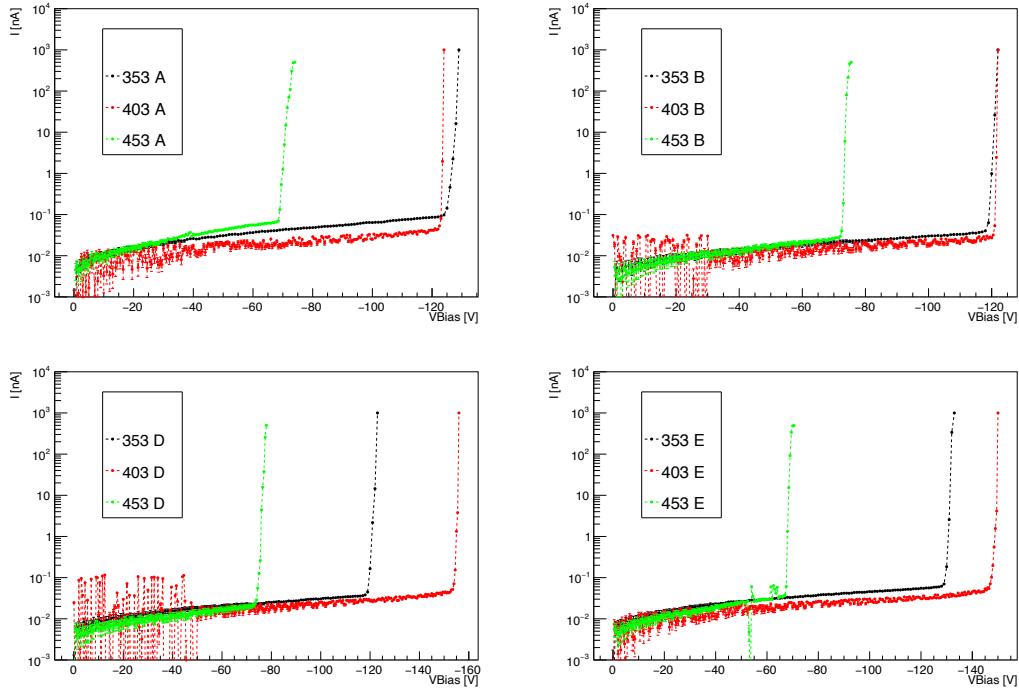 I [nA]
10⁴
10³
10²
10
1
10⁻¹
10⁻²
10⁻³
353 A
403 A
453 A
0 −20 −40 −60 −80 −100 −120
VBias [V]
I [nA]
10⁴
10³
10²
10
1
10⁻¹
10⁻²
10⁻³
353 B
403 B
453 B
0 −20 −40 −60 −80 −100 −120
VBias [V]
I [nA]
10⁴
10³
10²
10
1
10⁻¹
10⁻²
10⁻³
353 D
403 D
453 D
0 −20 −40 −60 −80 −100 −120 −140 −160
VBias [V]
I [nA]
10⁴
10³
10²
10
1
10⁻¹
10⁻²
10⁻³
353 E
403 E
453 E
0 −20 −40 −60 −80 −100 −120 −140
VBias [V]